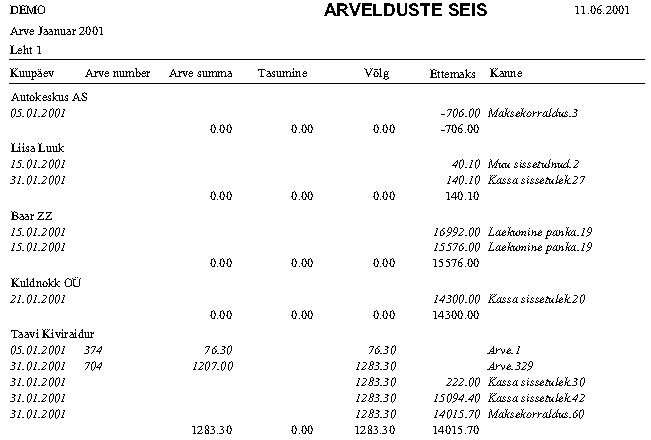 DEMO ARVELDUSTE SEIS 11.06.2001
Arve Jaanuar 2001
Leht 1
Kuupäev Arve number Arve summa Tasumine Võlg Ettemaks Kanne
Autokeskus AS
05.01.2001 -706.00 Maksekorraldus.3
0.00 0.00 0.00 -706.00
Liisa Luuk
15.01.2001 40.10 Muu sissetulnud.2
31.01.2001 140.10 Kassa sissetulek.27
0.00 0.00 0.00 140.10
Baar ZZ
15.01.2001 16992.00 Laekumine panka.19
15.01.2001 15576.00 Laekumine panka.19
0.00 0.00 0.00 15576.00
Kuldnokk OÜ
21.01.2001 14300.00 Kassa sissetulek.20
0.00 0.00 0.00 14300.00
Taavi Kiviraidur
05.01.2001 374 76.30 76.30 Arve.1
31.01.2001 704 1207.00 1283.30 Arve.329
31.01.2001 1283.30 222.00 Kassa sissetulek.30
31.01.2001 1283.30 15094.40 Kassa sissetulek.42
31.01.2001 1283.30 14015.70 Maksekorraldus.60
1283.30 0.00 1283.30 14015.70